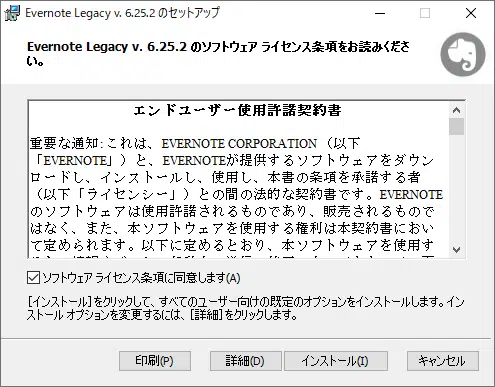 Evernote Legacy v. 6.25.2 のセットアップ
Evernote Legacy v. 6.25.2 のソフトウェア ライセンス条項をお読みくださ
い。
エンドユーザー使用許諾契約書
重要な通知:これは、EVERNOTE CORPORATION（以下
「EVERNOTE」）と、EVERNOTEが提供するソフトウェアをダウン
ロードし、インストールし、使用し、本書の条項を承諾する者
（以下「ライセンシー」）との間の法的な契約書です。EVERNOTE
のソフトウェアは使用許諾されるものであり、販売されるもので
はなく、また、本ソフトウェアを使用する権利は本契約書におい
て定められます。以下に定めるとおり、本ソフトウェアを使用す
ソフトウェア ライセンス条項に同意します(A)
[インストール]をクリックして、すべてのユーザー向けの既定のオプションをインストールします。イン
ストール オプションを変更するには、[詳細]をクリックします。
印刷(P)
詳細(D)
インストール(I)
キャンセル